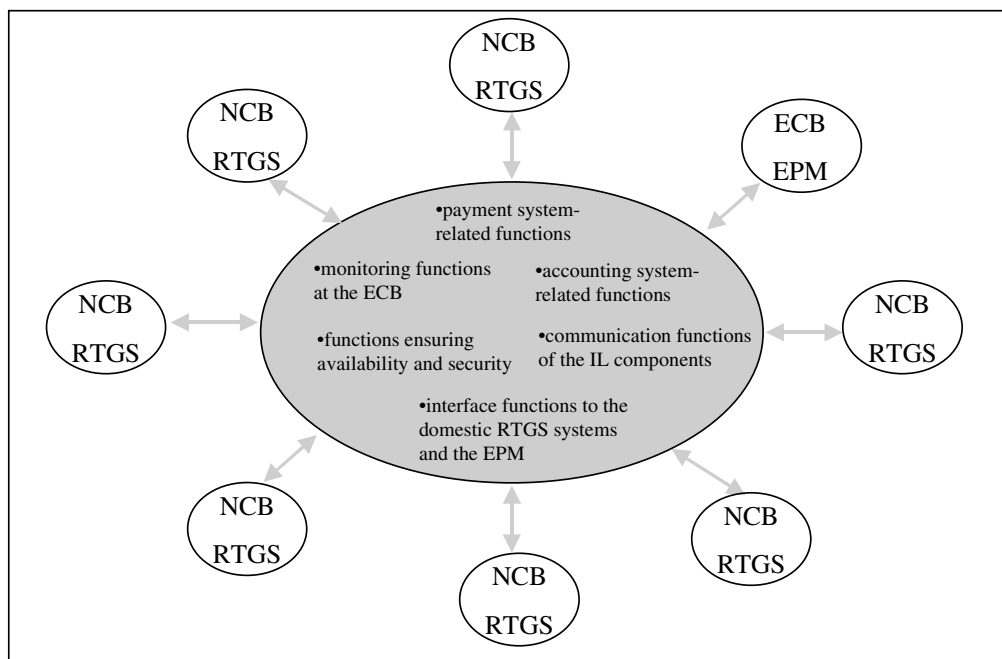 NCB
RTGS
NCB
RTGS
ECB
EPM
•payment system-
related functions
•monitoring functions
at the ECB
•accounting system-
related functions
NCB
RTGS
NCB
RTGS
•functions ensuring
availability and security
•communication functions
of the IL components
•interface functions to the
domestic RTGS systems
and the EPM
NCB
RTGS
NCB
RTGS
NCB
RTGS